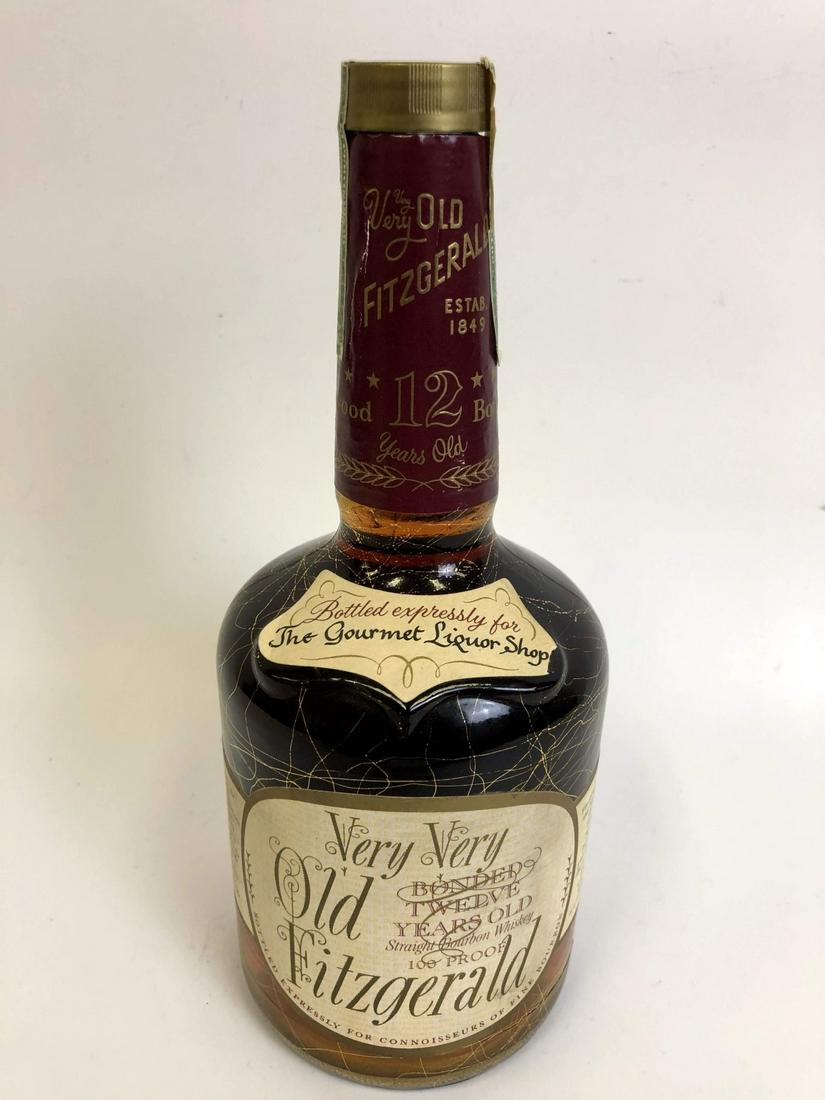 Very
Very OLD
FITZGERALD
ESTAB.
1849
12
Years Old
Bottled expressly for
The Gourmet Liquor Shop
Very Very
Old
Fitzgerald
BONDED
TWELVE
YEARS OLD
Straight Bourbon Whiskey
100 PROOF
BOTTLED EXPRESSLY FOR CONNOISSEURS OF FINE BOURBON